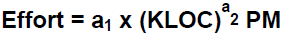 Effort = a₁ x (KLOC)ᵃ₂ PM